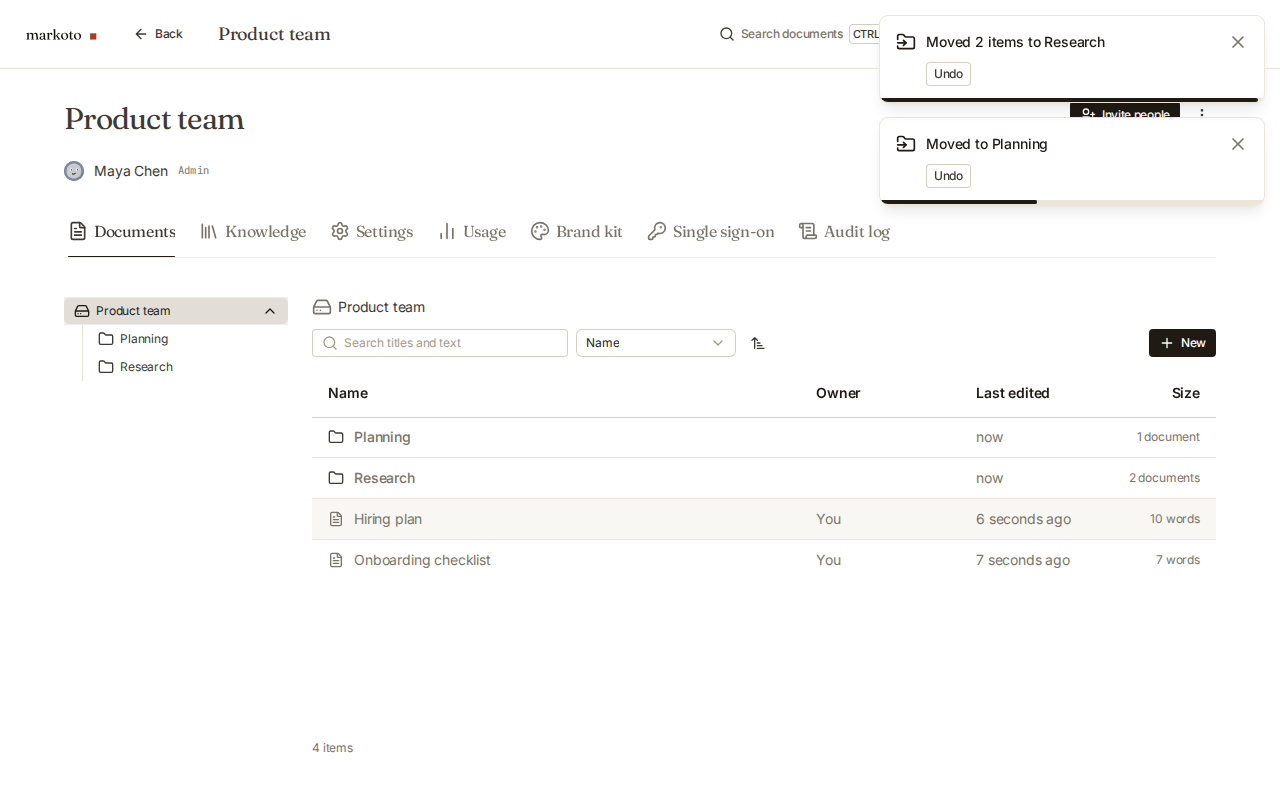 markoto
Back
Product team
Search documents CTRL
Moved 2 items to Research
Undo
Product team
Invite people
Moved to Planning
Undo
Maya Chen Admin
Documents Knowledge Settings Usage Brand kit Single sign-on Audit log
Product team
Planning
Research
Product team
Search titles and text
Name
New
Name Owner Last edited Size
Planning now 1 document
Research now 2 documents
Hiring plan You 6 seconds ago 10 words
Onboarding checklist You 7 seconds ago 7 words
4 items